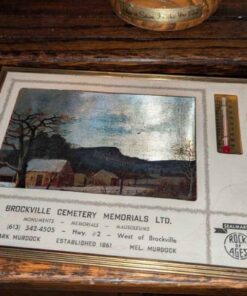 BROCKVILLE CEMETERY MEMORIALS LTD.
MONUMENTS - MEMORIALS - MAUSOLEUMS
(613) 342-4505 - Hwy. #2 - West of Brockville
ARK MURDOCK ESTABLISHED 1861 MEL. MURDOCK
ROCK
of
AGES